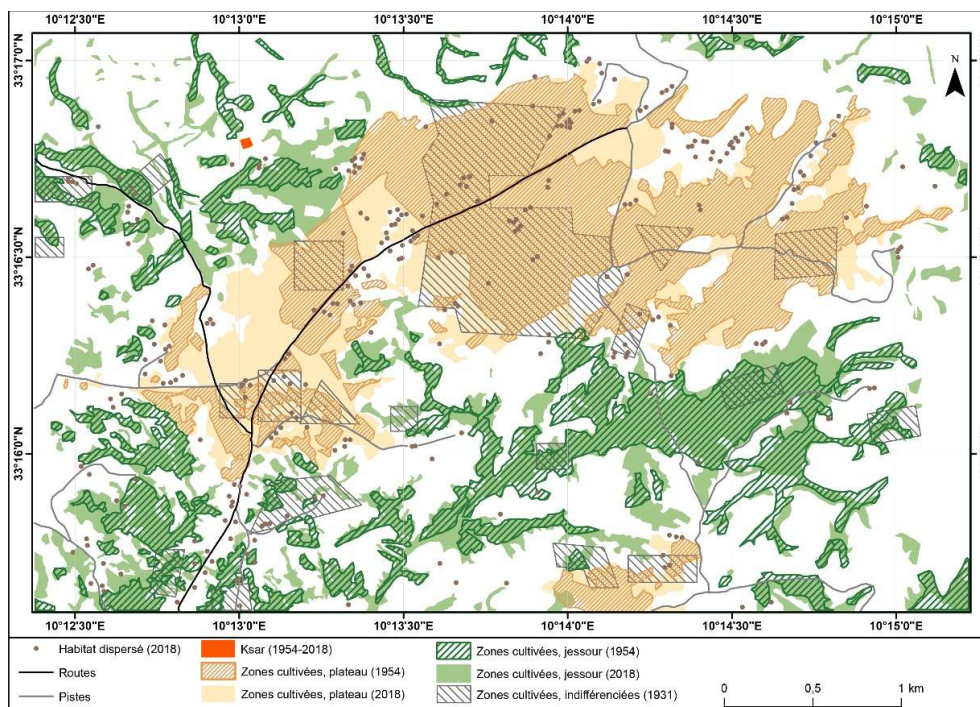 10°12'30"E 10°13'0"E 10°13'30"E 10°14'0"E 10°14'30"E 10°15'0"E
33°17'0"N
N
33°16'30"N
33°16'0"N
10°12'30"E 10°13'0"E 10°13'30"E 10°14'0"E 10°14'30"E 10°15'0"E
Habitat dispersé (2018) Ksar (1954-2018) Zones cultivées, jessour (1954)
Routes Zones cultivées, plateau (1954) Zones cultivées, jessour (2018)
Pistes Zones cultivées, plateau (2018) Zones cultivées, indifférenciées (1931)
0 0,5 1 km